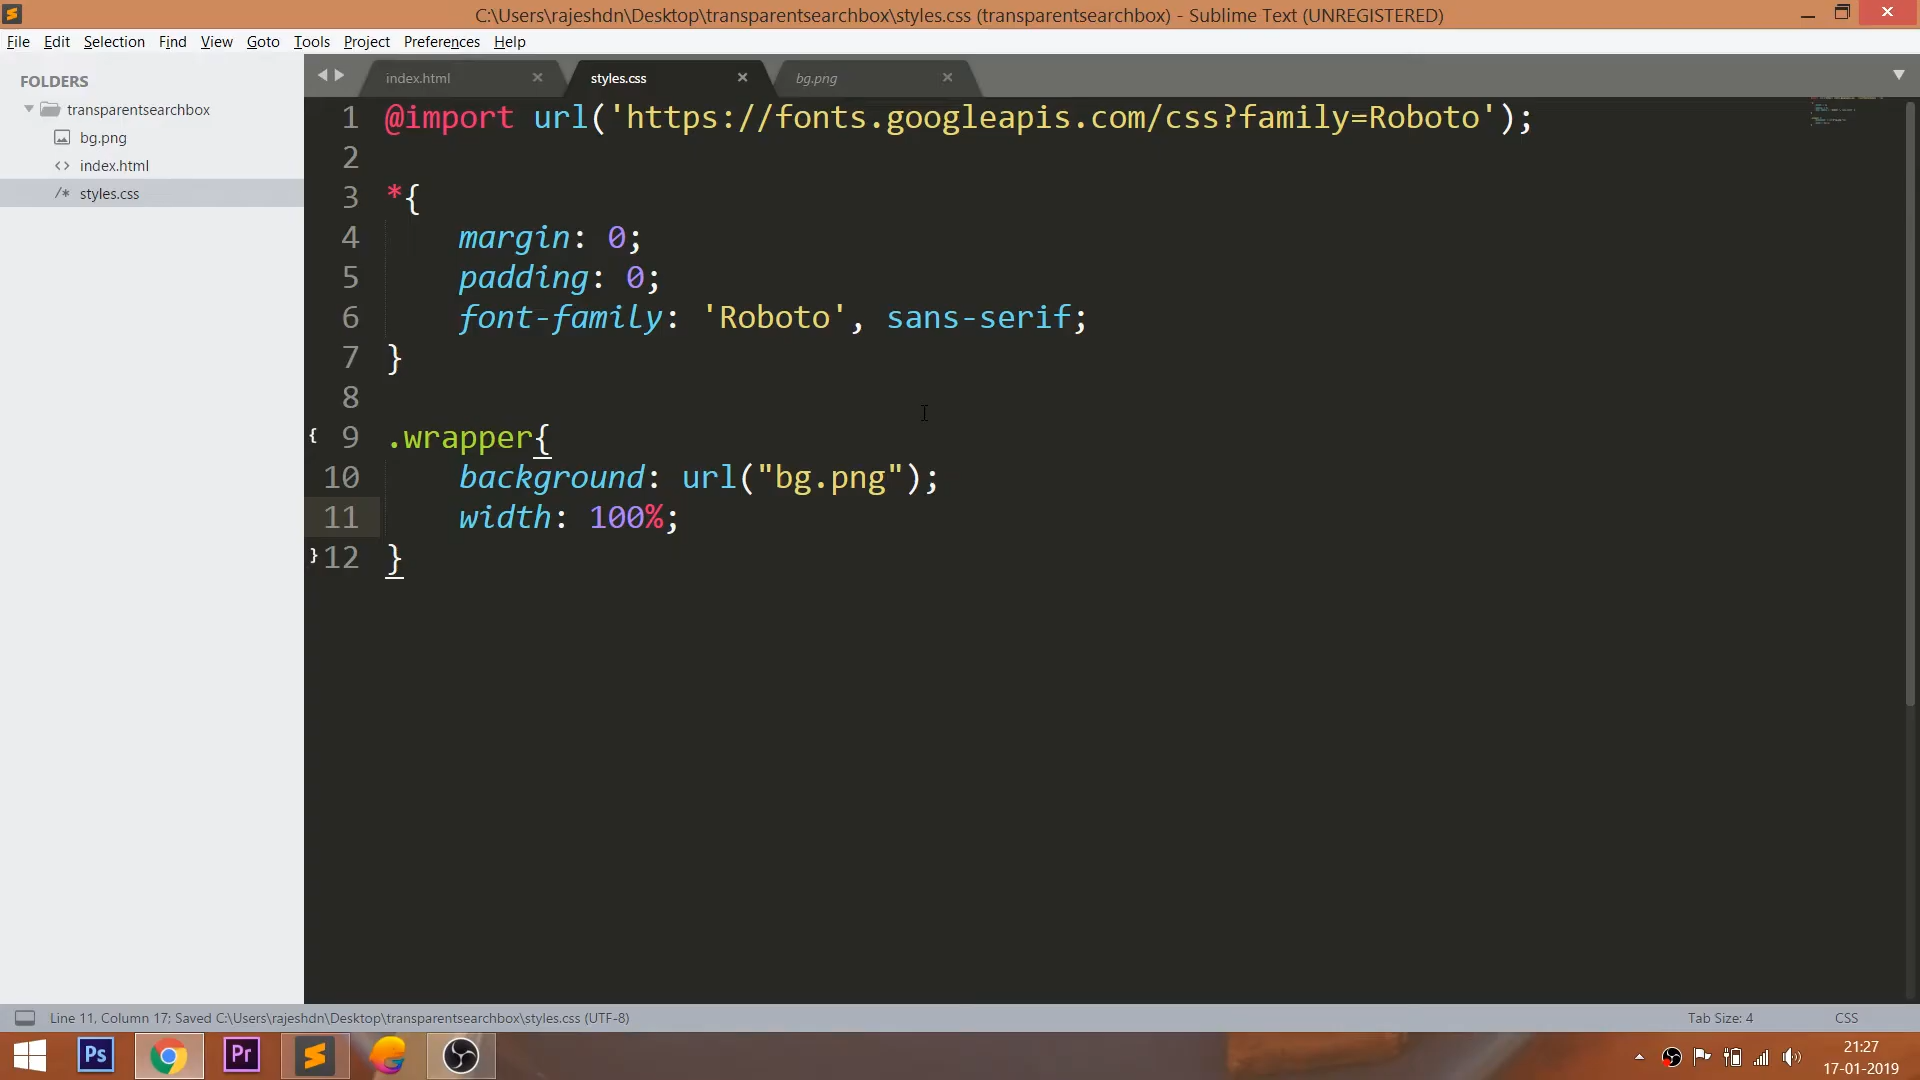 C:\Users\rajeshdn\Desktop\transparentsearchbox\styles.css (transparentsearchbox) - Sublime Text (UNREGISTERED)
File Edit Selection Find View Goto Tools Project Preferences Help
FOLDERS
transparentsearchbox
bg.png
index.html
/* styles.css
index.html styles.css bg.png
1 @import url('https://fonts.googleapis.com/css?family=Roboto');
2
3 *{
4 margin: 0;
5 padding: 0;
6 font-family: 'Roboto', sans-serif;
7 }
8
9 .wrapper{
10 background: url("bg.png");
11 width: 100%;
12 }
Line 11, Column 17; Saved C:\Users\rajeshdn\Desktop\transparentsearchbox\styles.css (UTF-8) Tab Size: 4 CSS
Ps Pr
21:27
17-01-2019